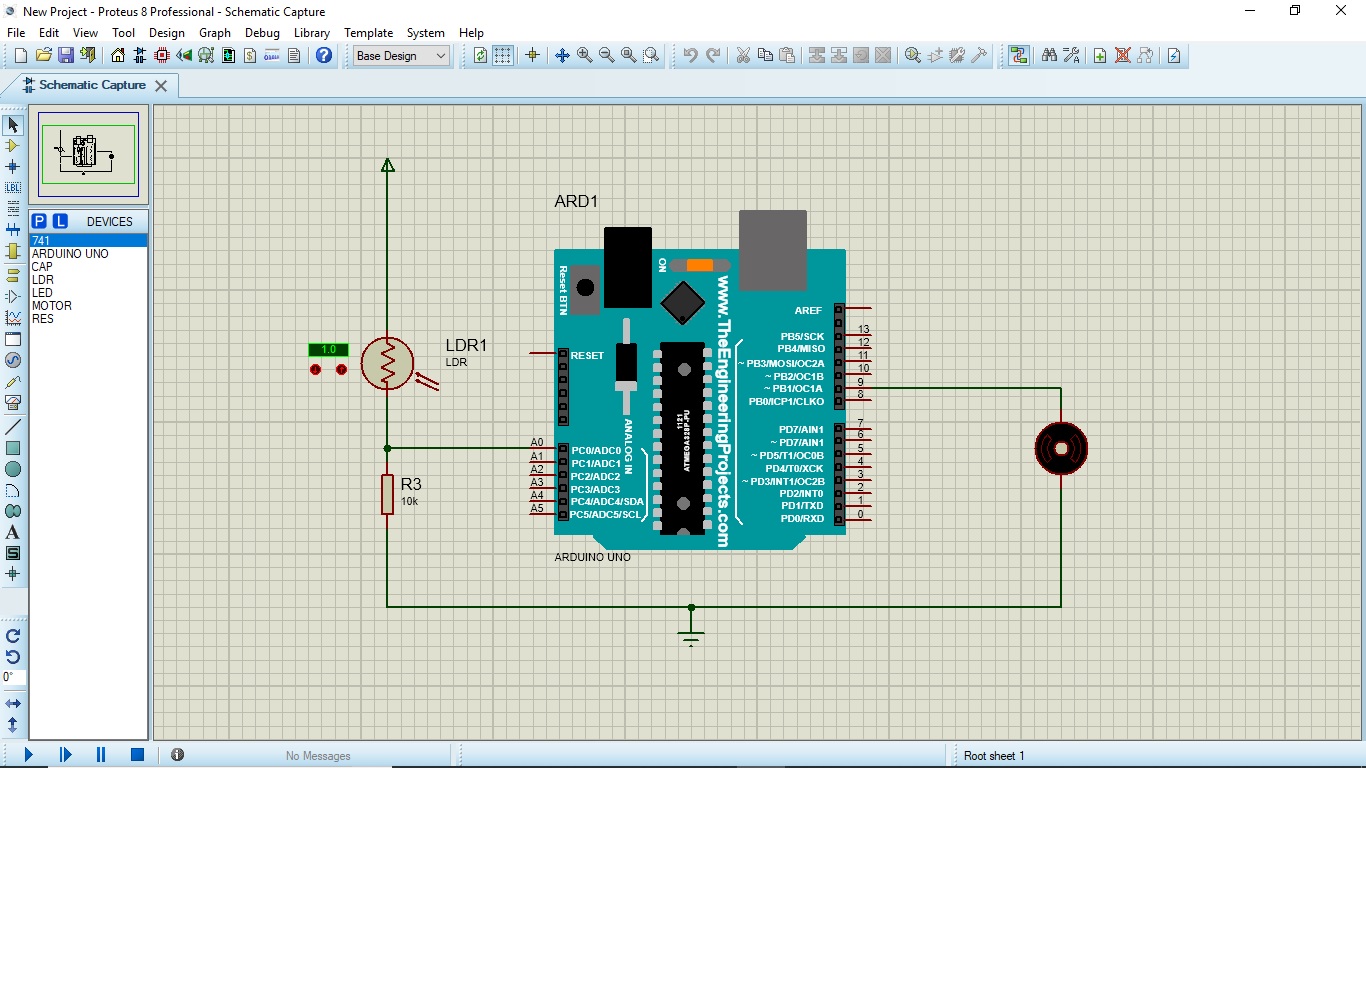 New Project - Proteus 8 Professional - Schematic Capture
File Edit View Tool Design Graph Debug Library Template System Help
Base Design
Schematic Capture
P L DEVICES
741
ARDUINO UNO
CAP
LDR
LED
MOTOR
RES
LBL
A
S
0°
ARD1
Reset BTN
ON
www.TheEngineeringProjects.com
1.0
LDR1
LDR
RESET
ANALOG IN
1121
ATMEGA328P-PU
A0 PC0/ADC0
A1 PC1/ADC1
A2 PC2/ADC2
A3 PC3/ADC3
A4 PC4/ADC4/SDA
A5 PC5/ADC5/SCL
R3
10k
AREF
PB5/SCK 13
PB4/MISO 12
~ PB3/MOSI/OC2A 11
~ PB2/OC1B 10
~ PB1/OC1A 9
PB0/ICP1/CLKO 8
PD7/AIN1 7
~ PD7/AIN1 6
~ PD5/T1/OC0B 5
PD4/T0/XCK 4
~ PD3/INT1/OC2B 3
PD2/INT0 2
PD1/TXD 1
PD0/RXD 0
ARDUINO UNO
No Messages
Root sheet 1